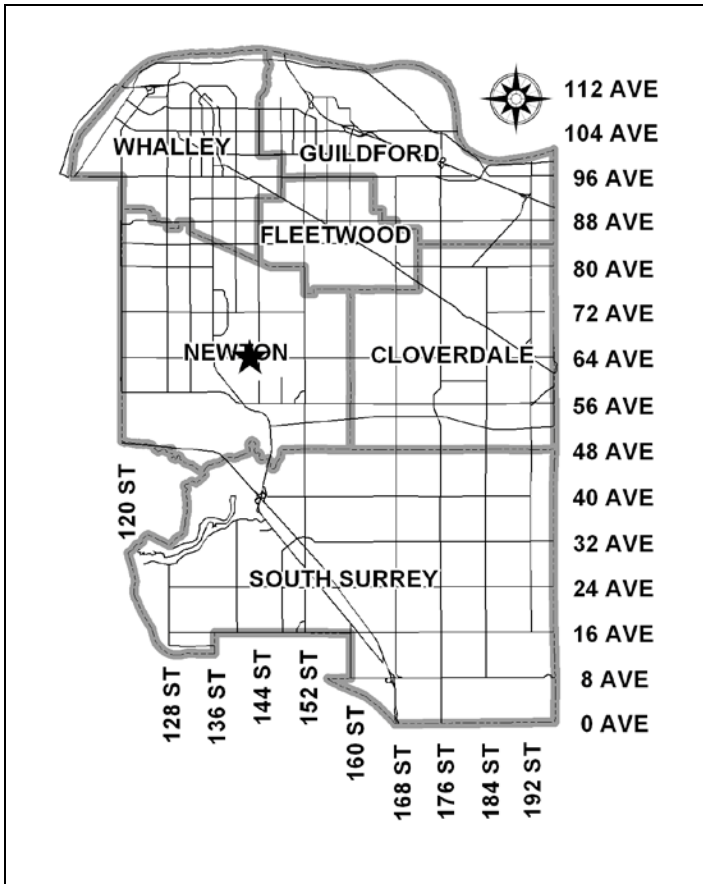 112 AVE
104 AVE
WHALLEY
GUILDFORD
96 AVE
88 AVE
FLEETWOOD
80 AVE
72 AVE
NEWTON
CLOVERDALE
64 AVE
56 AVE
48 AVE
120 ST
40 AVE
32 AVE
SOUTH SURREY
24 AVE
16 AVE
128 ST
136 ST
144 ST
152 ST
160 ST
8 AVE
0 AVE
168 ST
176 ST
184 ST
192 ST